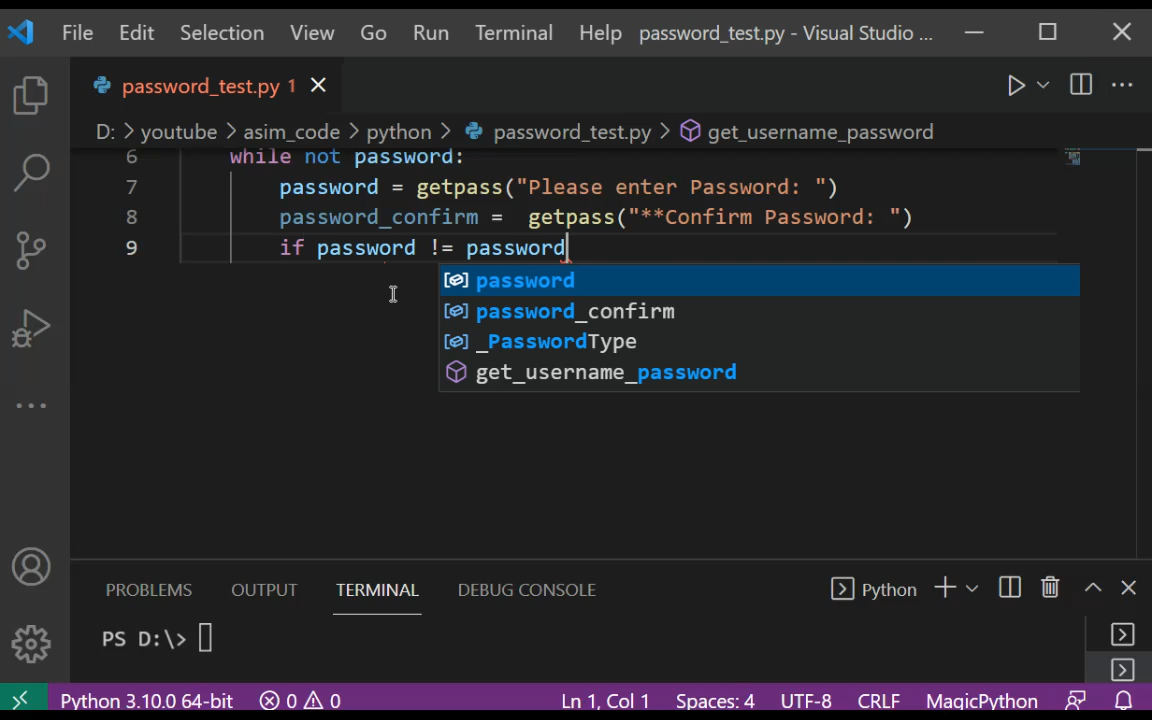 File Edit Selection View Go Run Terminal Help password_test.py - Visual Studio ...
password_test.py 1
D: > youtube > asim_code > python > password_test.py > get_username_password
6 while not password:
7 password = getpass("Please enter Password: ")
8 password_confirm =  getpass("**Confirm Password: ")
9 if password != password
password
password_confirm
_PasswordType
get_username_password
PROBLEMS OUTPUT TERMINAL DEBUG CONSOLE Python
PS D:\>
Python 3.10.0 64-bit 0 0 Ln 1, Col 1 Spaces: 4 UTF-8 CRLF MagicPython